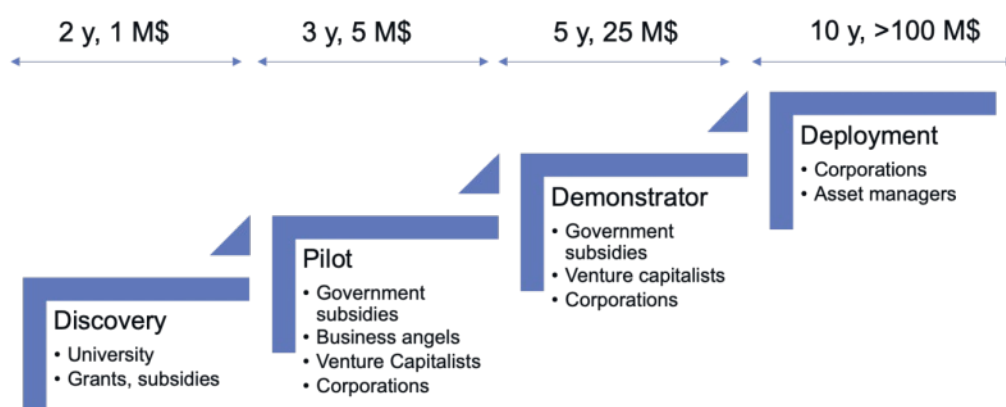 2 y, 1 M$
3 y, 5 M$
5 y, 25 M$
10 y, >100 M$
Discovery
• University
• Grants, subsidies
Pilot
• Government
subsidies
• Business angels
• Venture Capitalists
• Corporations
Demonstrator
• Government
subsidies
• Venture capitalists
• Corporations
Deployment
• Corporations
• Asset managers